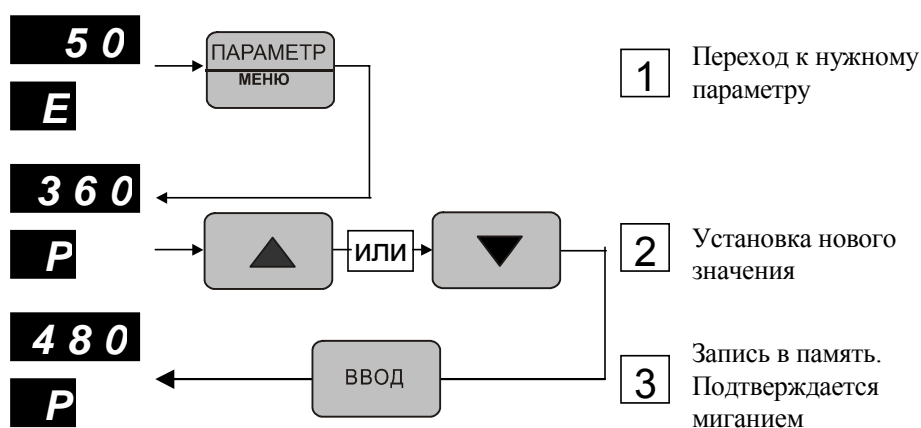 5 0
ПАРАМЕТР
МЕНЮ
E
1
Переход к нужному
параметру
3 6 0
P
ИЛИ
2
Установка нового
значения
4 8 0
P
ВВОД
3
Запись в память.
Подтверждается
миганием